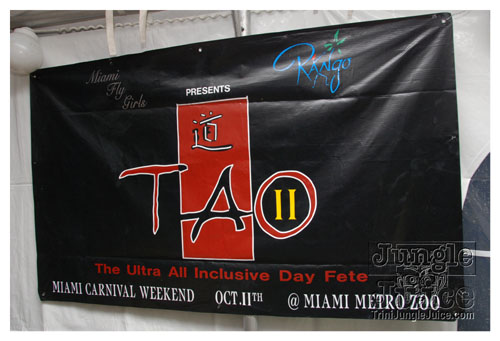 Miami
Fly
Girls
Rango
PRESENTS
道
TAO
II
The Ultra All Inclusive Day Fete
MIAMI CARNIVAL WEEKEND OCT.11TH @ MIAMI METRO ZOO
Jungle
Juice
TriniJungleJuice.com